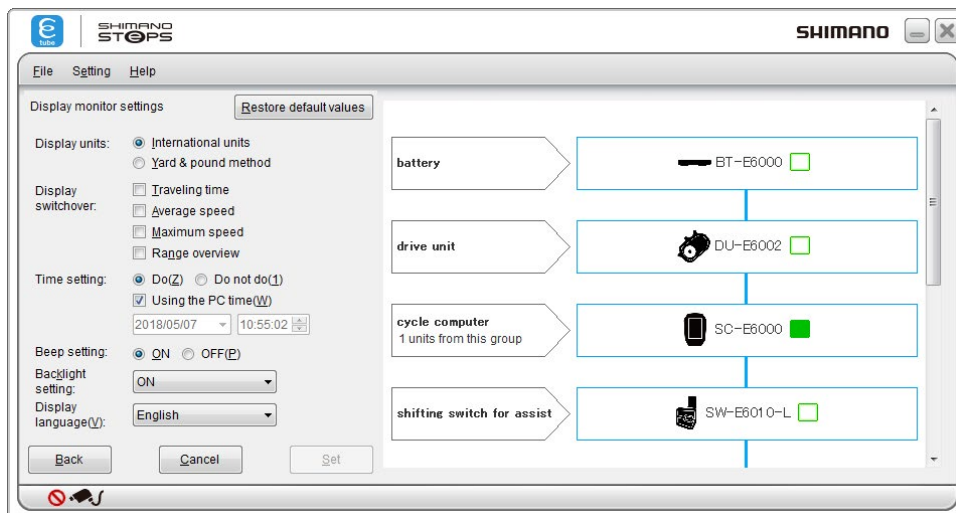 E
tube
SHIMANO
STEPS
SHIMANO
File Setting Help
Display monitor settings
Restore default values
Display units:
International units
Yard & pound method
Display
switchover:
Traveling time
Average speed
Maximum speed
Range overview
Time setting:
Do(Z) Do not do(1)
Using the PC time(W)
2018/05/07 10:55:02
Beep setting:
ON OFF(P)
Backlight
setting:
ON
Display
language(V):
English
Back Cancel Set
battery
BT-E6000
drive unit
DU-E6002
cycle computer
1 units from this group
SC-E6000
shifting switch for assist
SW-E6010-L